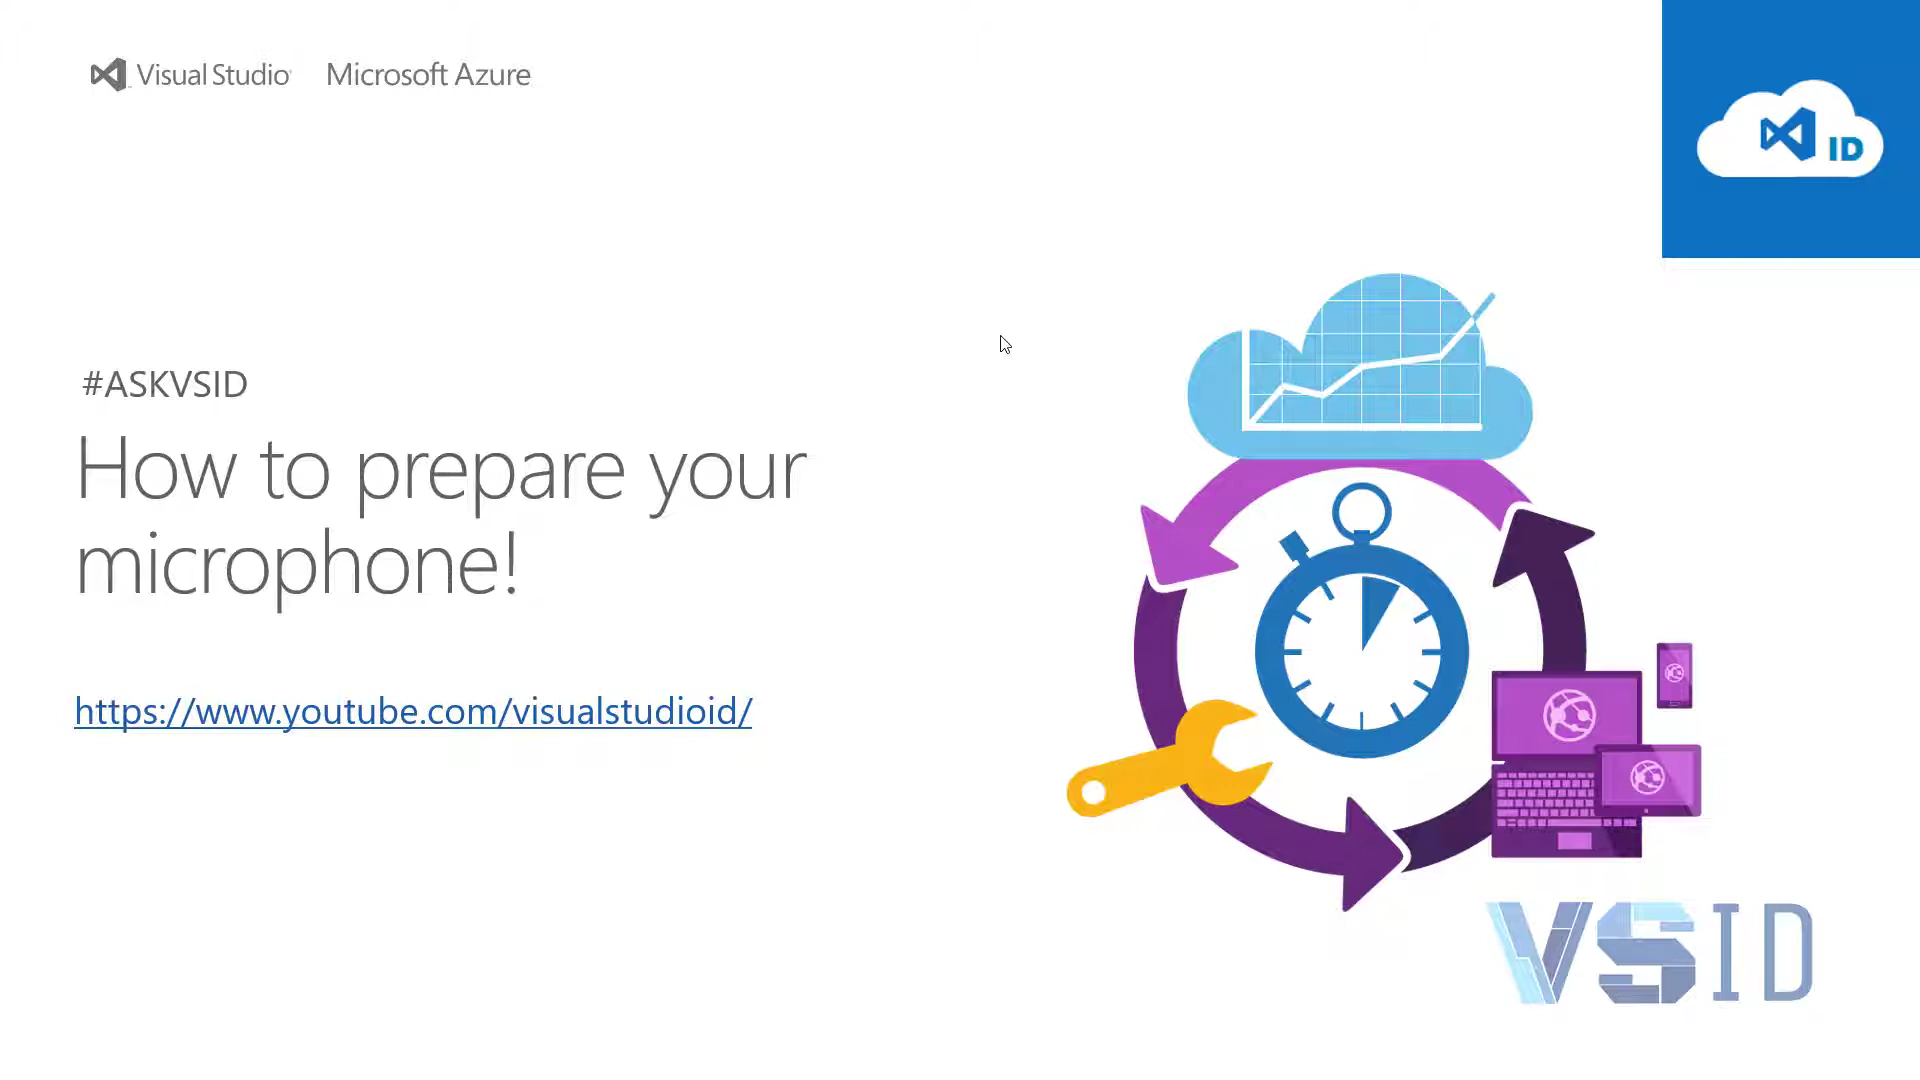 Visual Studio Microsoft Azure
ID
#ASKVSID
How to prepare your
microphone!
https://www.youtube.com/visualstudioid/
VSID